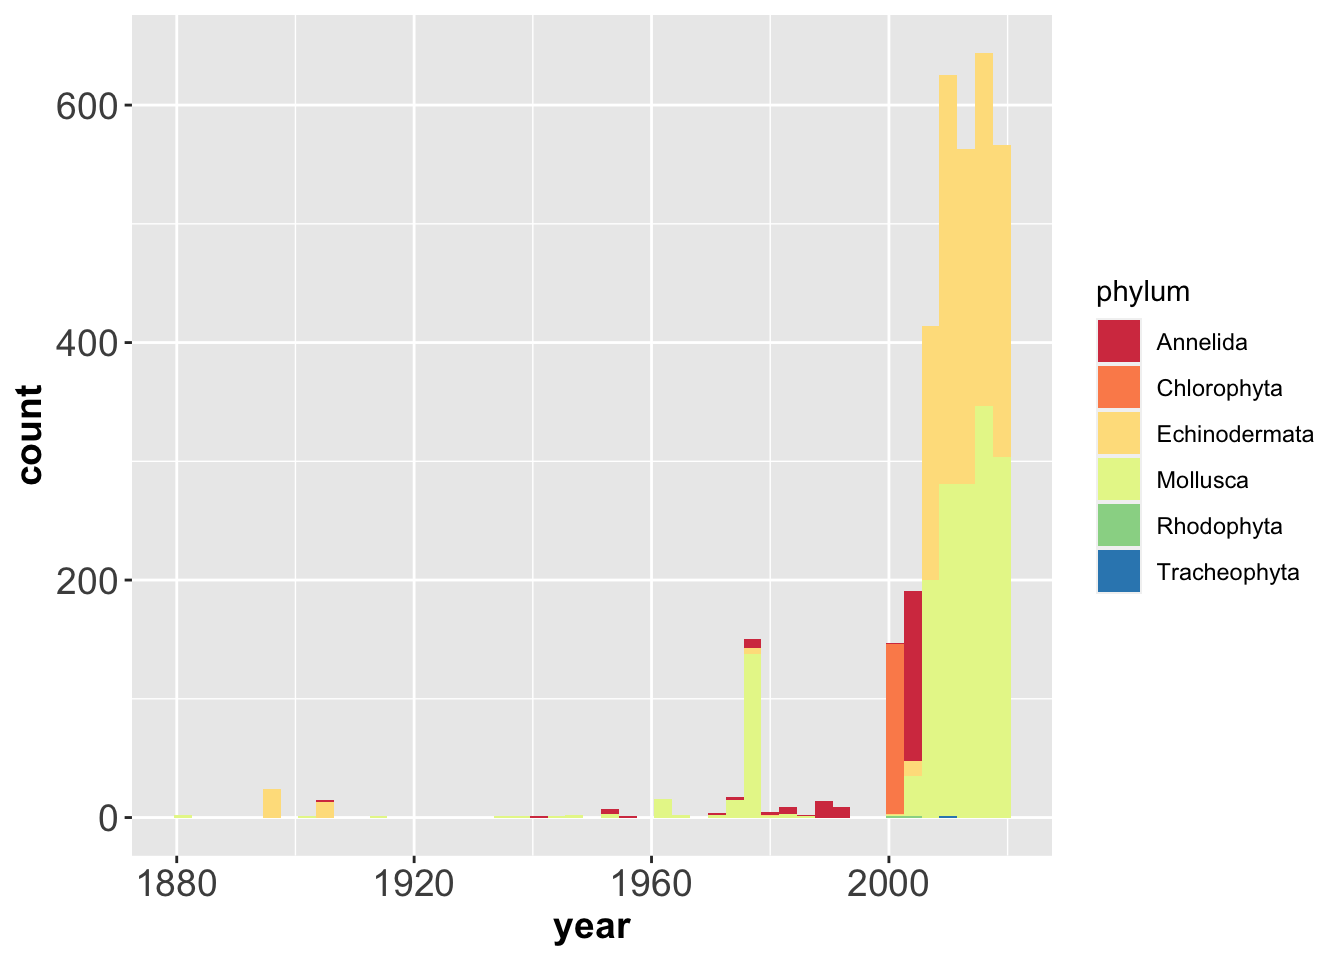 600
400
200
0
count
1880 1920 1960 2000
year
phylum
Annelida
Chlorophyta
Echinodermata
Mollusca
Rhodophyta
Tracheophyta